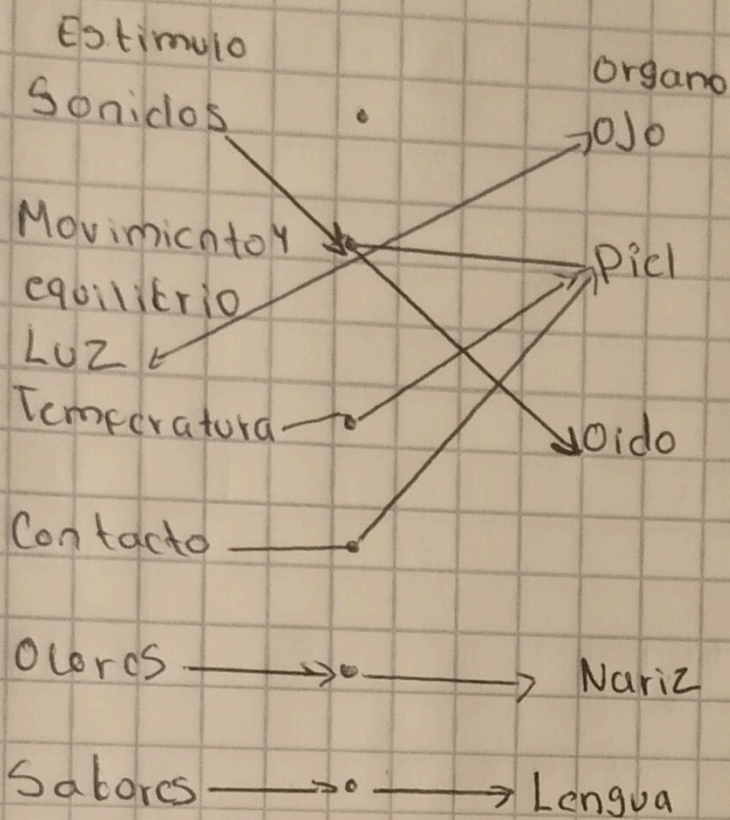 Estimulo
Organo
Sonidos
OJO
Movimiento y
Piel
equilibrio
Luz
Temperatura
Oido
Contacto
Olores
Nariz
Sabores
Lengua